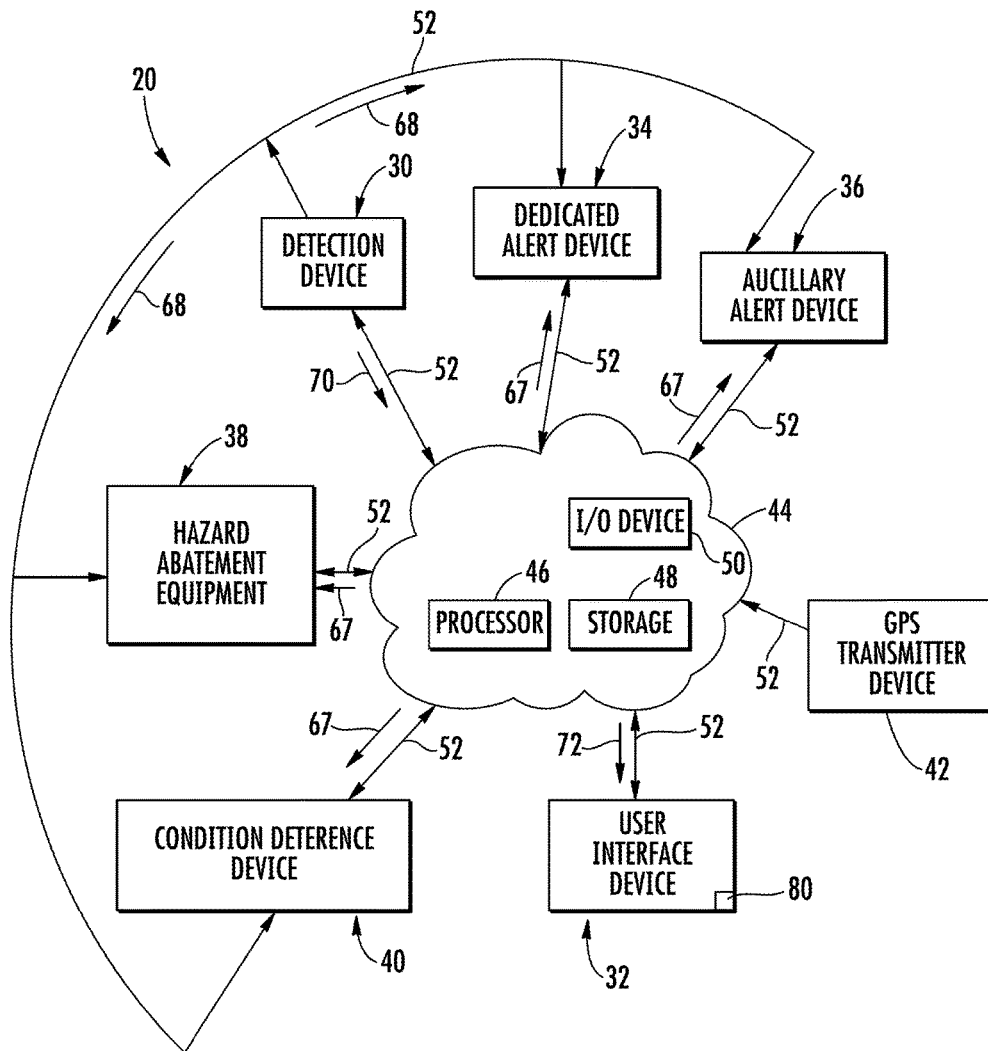 52
20
68
34
30
36
DEDICATED
ALERT DEVICE
DETECTION
DEVICE
AUCILLARY
ALERT DEVICE
68
70
52
67
52
67
52
38
HAZARD
ABATEMENT
EQUIPMENT
52
67
I/O DEVICE
50
44
46
PROCESSOR
48
STORAGE
GPS
TRANSMITTER
DEVICE
52
42
67
52
72
52
CONDITION DETERENCE
DEVICE
40
USER
INTERFACE
DEVICE
80
32